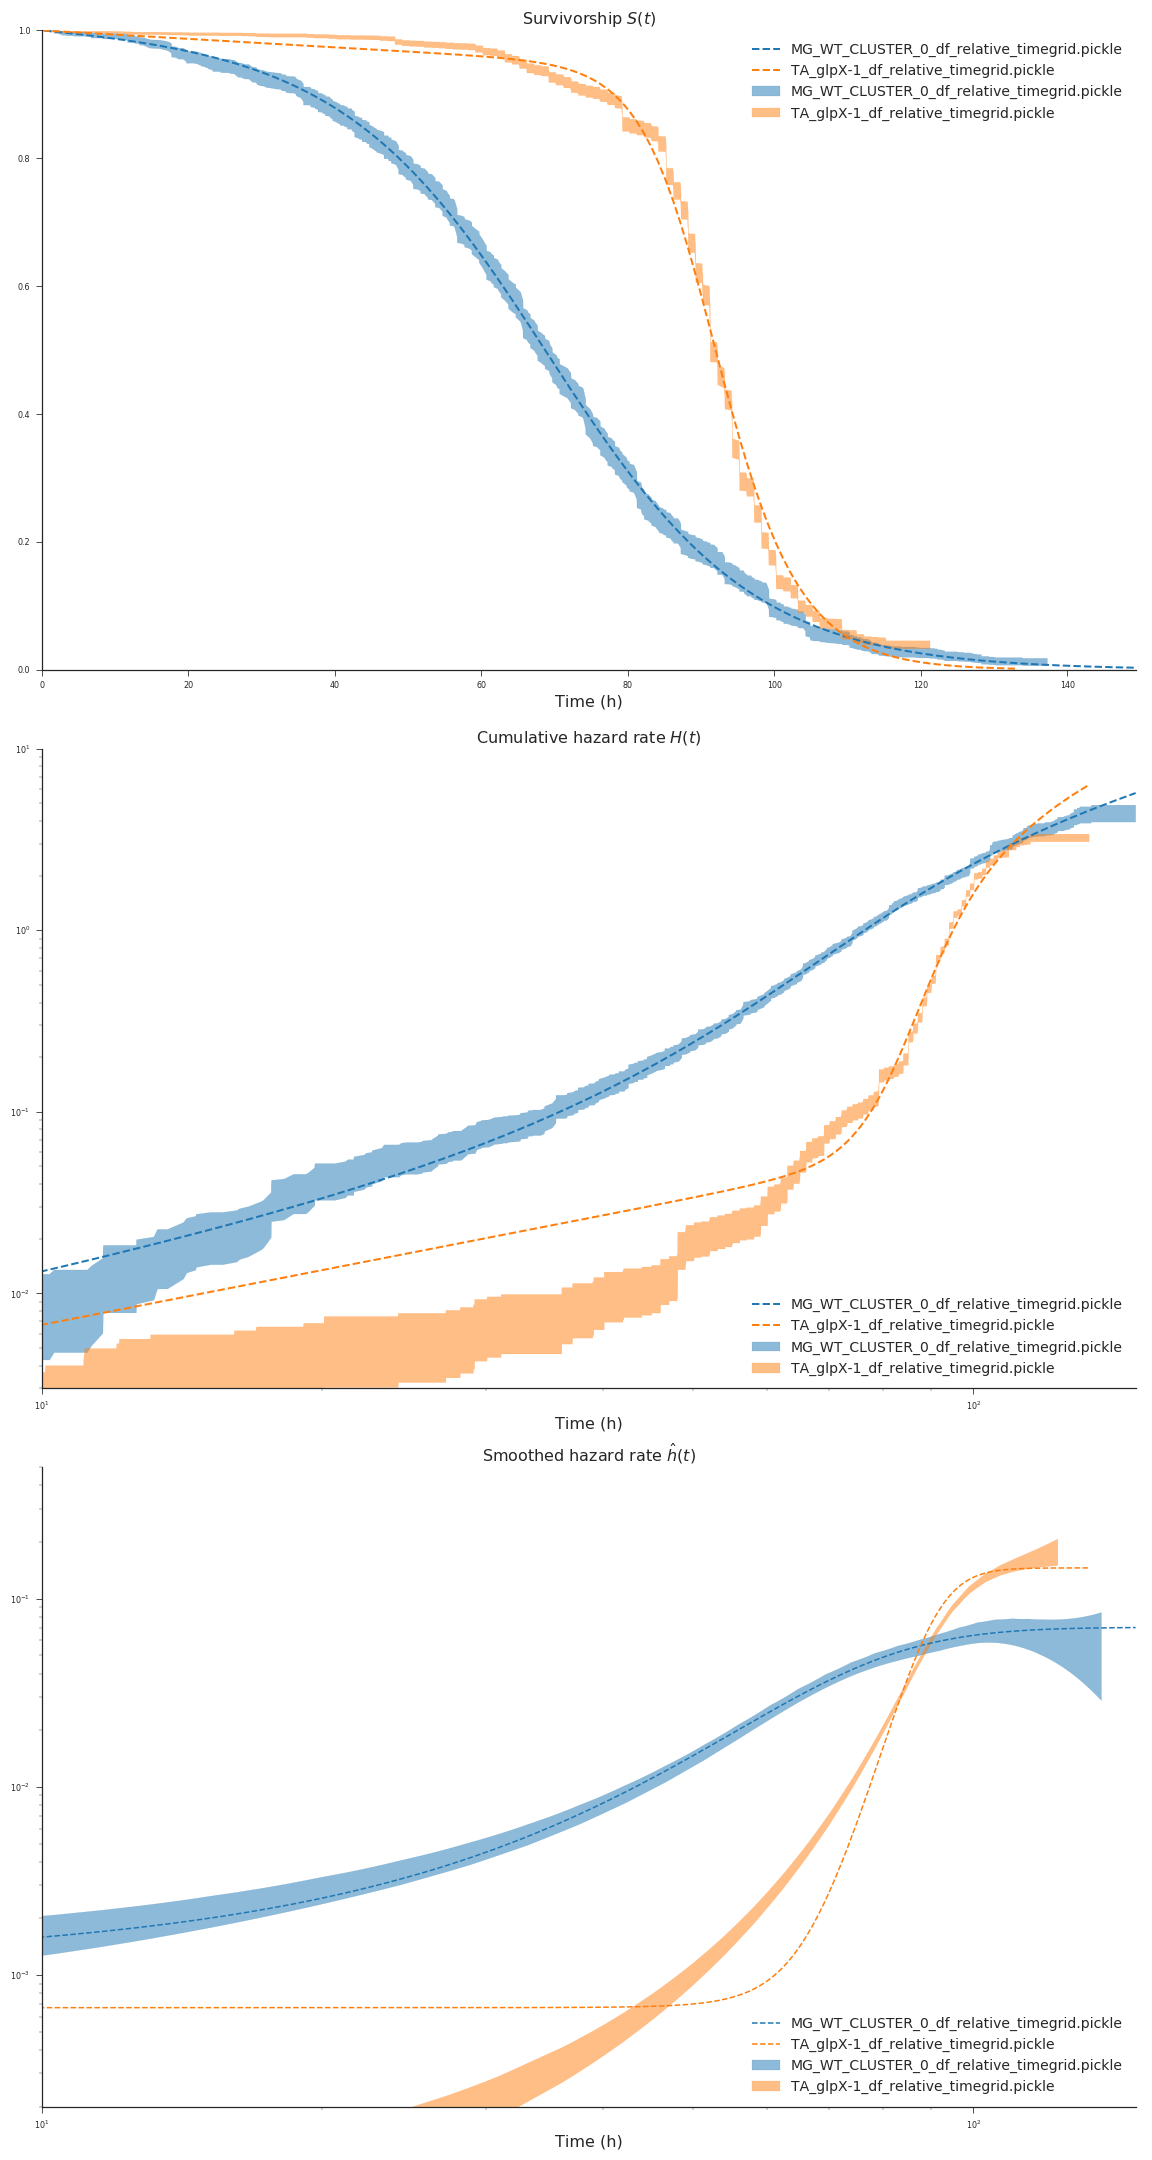 Survivorship S(t)
1.0
0.8
0.6
0.4
0.2
0.0
MG_WT_CLUSTER_0_df_relative_timegrid.pickle
TA_glpX-1_df_relative_timegrid.pickle
MG_WT_CLUSTER_0_df_relative_timegrid.pickle
TA_glpX-1_df_relative_timegrid.pickle
0 20 40 60 80 100 120 140
Time (h)
Cumulative hazard rate H(t)
10¹
10⁰
10⁻¹
10⁻²
MG_WT_CLUSTER_0_df_relative_timegrid.pickle
TA_glpX-1_df_relative_timegrid.pickle
MG_WT_CLUSTER_0_df_relative_timegrid.pickle
TA_glpX-1_df_relative_timegrid.pickle
10¹ 10²
Time (h)
Smoothed hazard rate ĥ(t)
10⁻¹
10⁻²
10⁻³
MG_WT_CLUSTER_0_df_relative_timegrid.pickle
TA_glpX-1_df_relative_timegrid.pickle
MG_WT_CLUSTER_0_df_relative_timegrid.pickle
TA_glpX-1_df_relative_timegrid.pickle
10¹ 10²
Time (h)